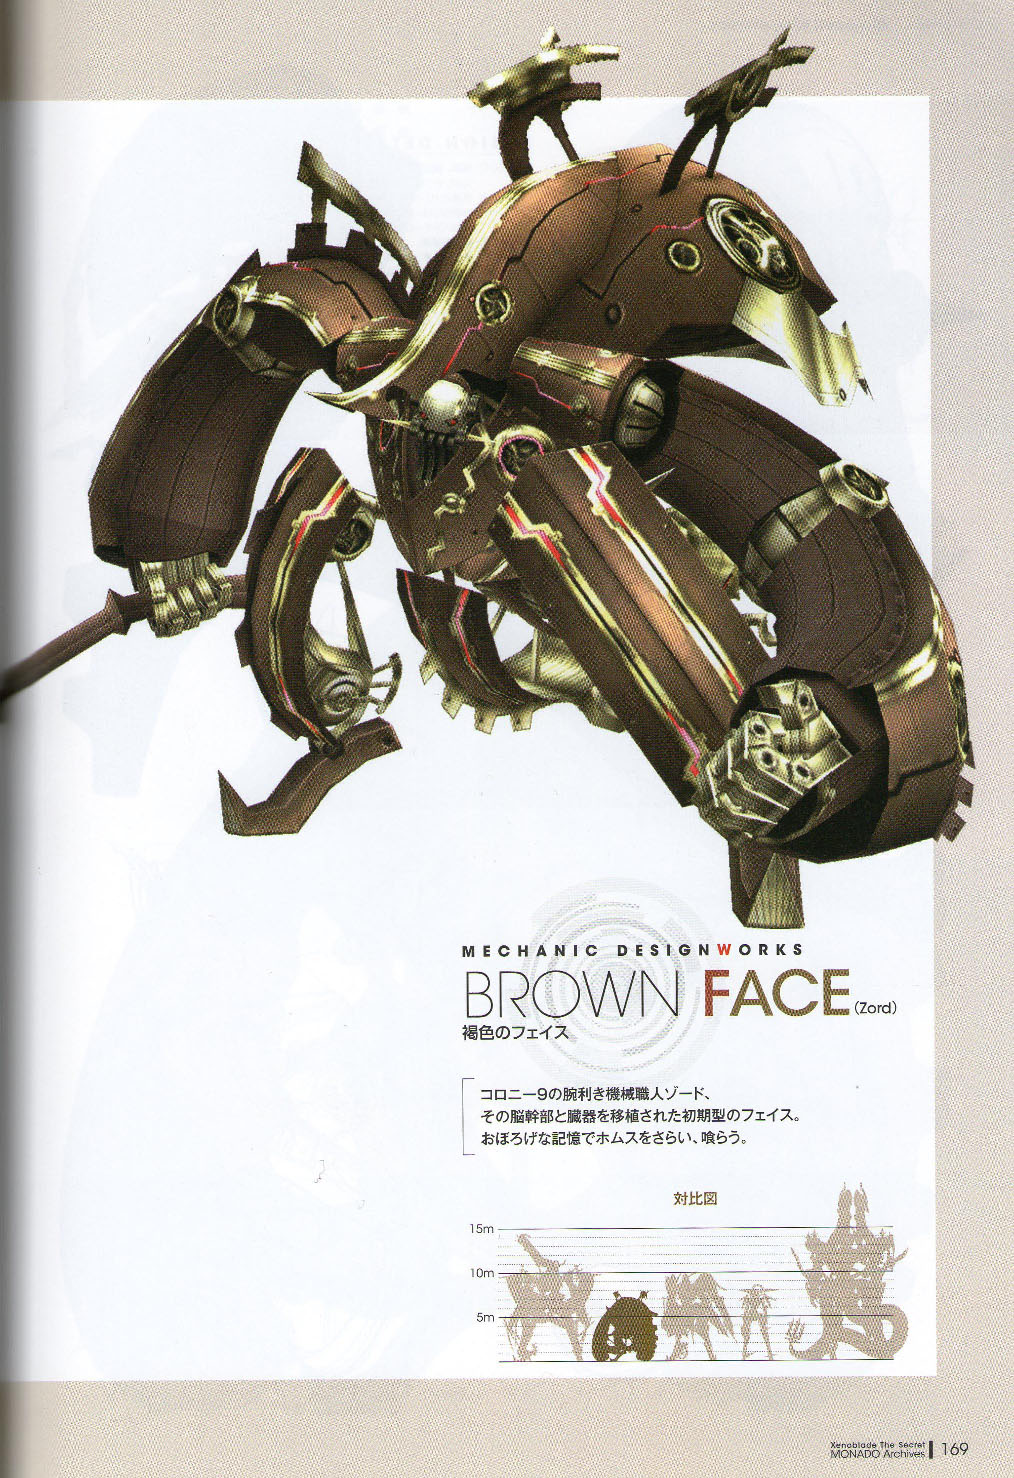 MECHANIC DESIGNWORKS
BROWN FACE (Zord)
褐色のフェイス
コロニー9の腕利き機械職人ゾード、
その脳幹部と臓器を移植された初期型のフェイス。
おぼろげな記憶でホムスをさらい、喰らう。
対比図
15m
10m
5m
Xenoblade The Secret
MONADO Archives 169